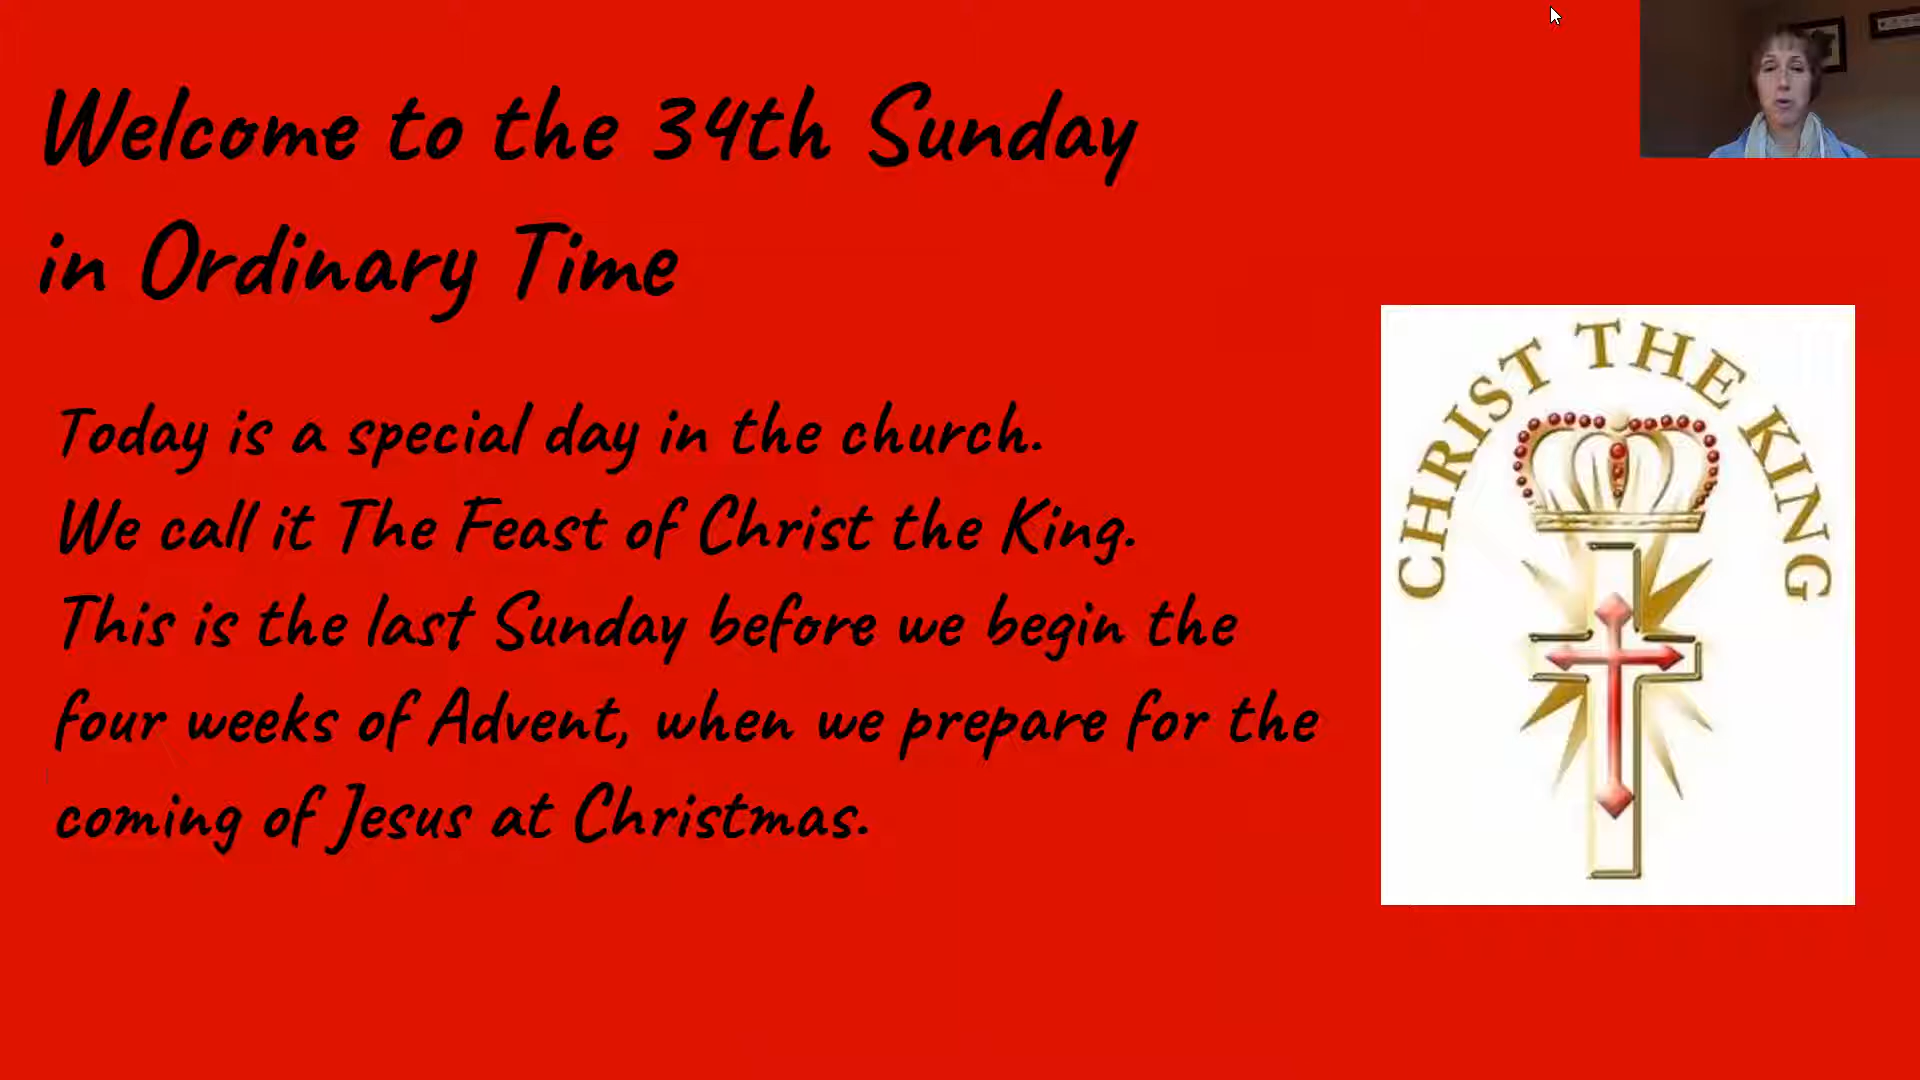 Welcome to the 34th Sunday
in Ordinary Time
Today is a special day in the church.
We call it The Feast of Christ the King.
This is the last Sunday before we begin the
four weeks of Advent, when we prepare for the
coming of Jesus at Christmas.
CHRIST THE KING